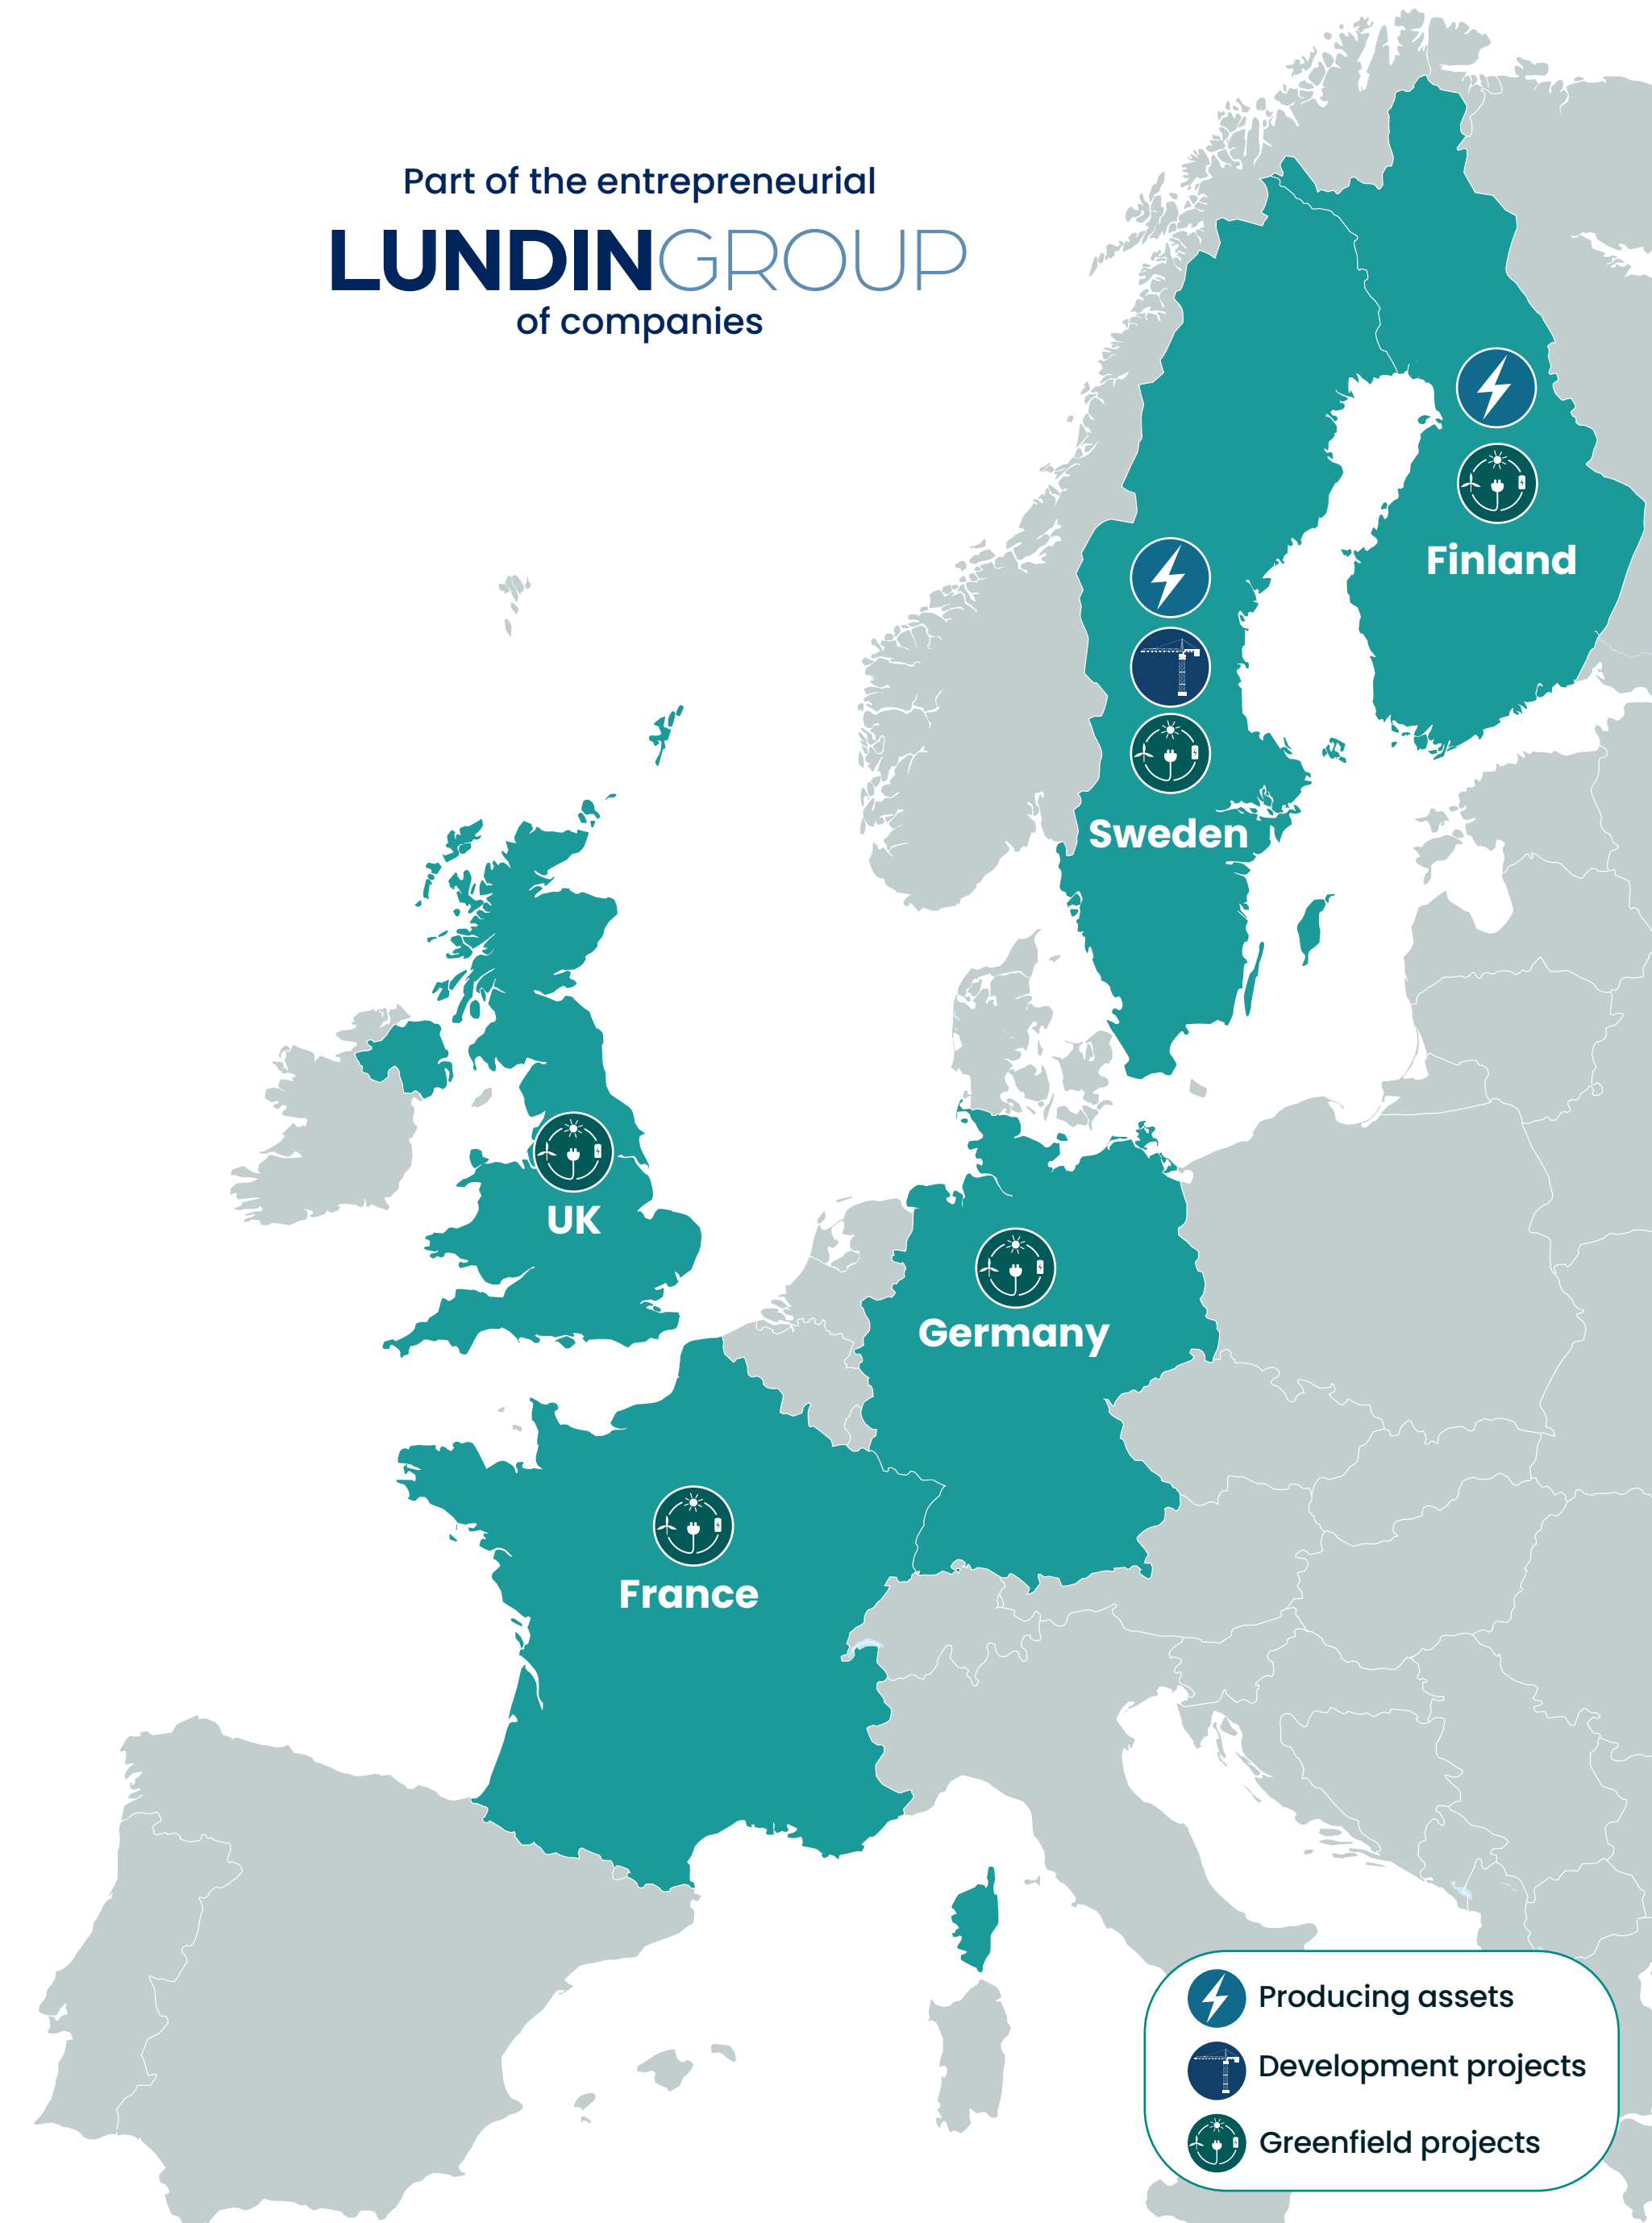 Part of the entrepreneurial
LUNDINGROUP
of companies
Finland
Sweden
UK
Germany
France
Producing assets
Development projects
Greenfield projects